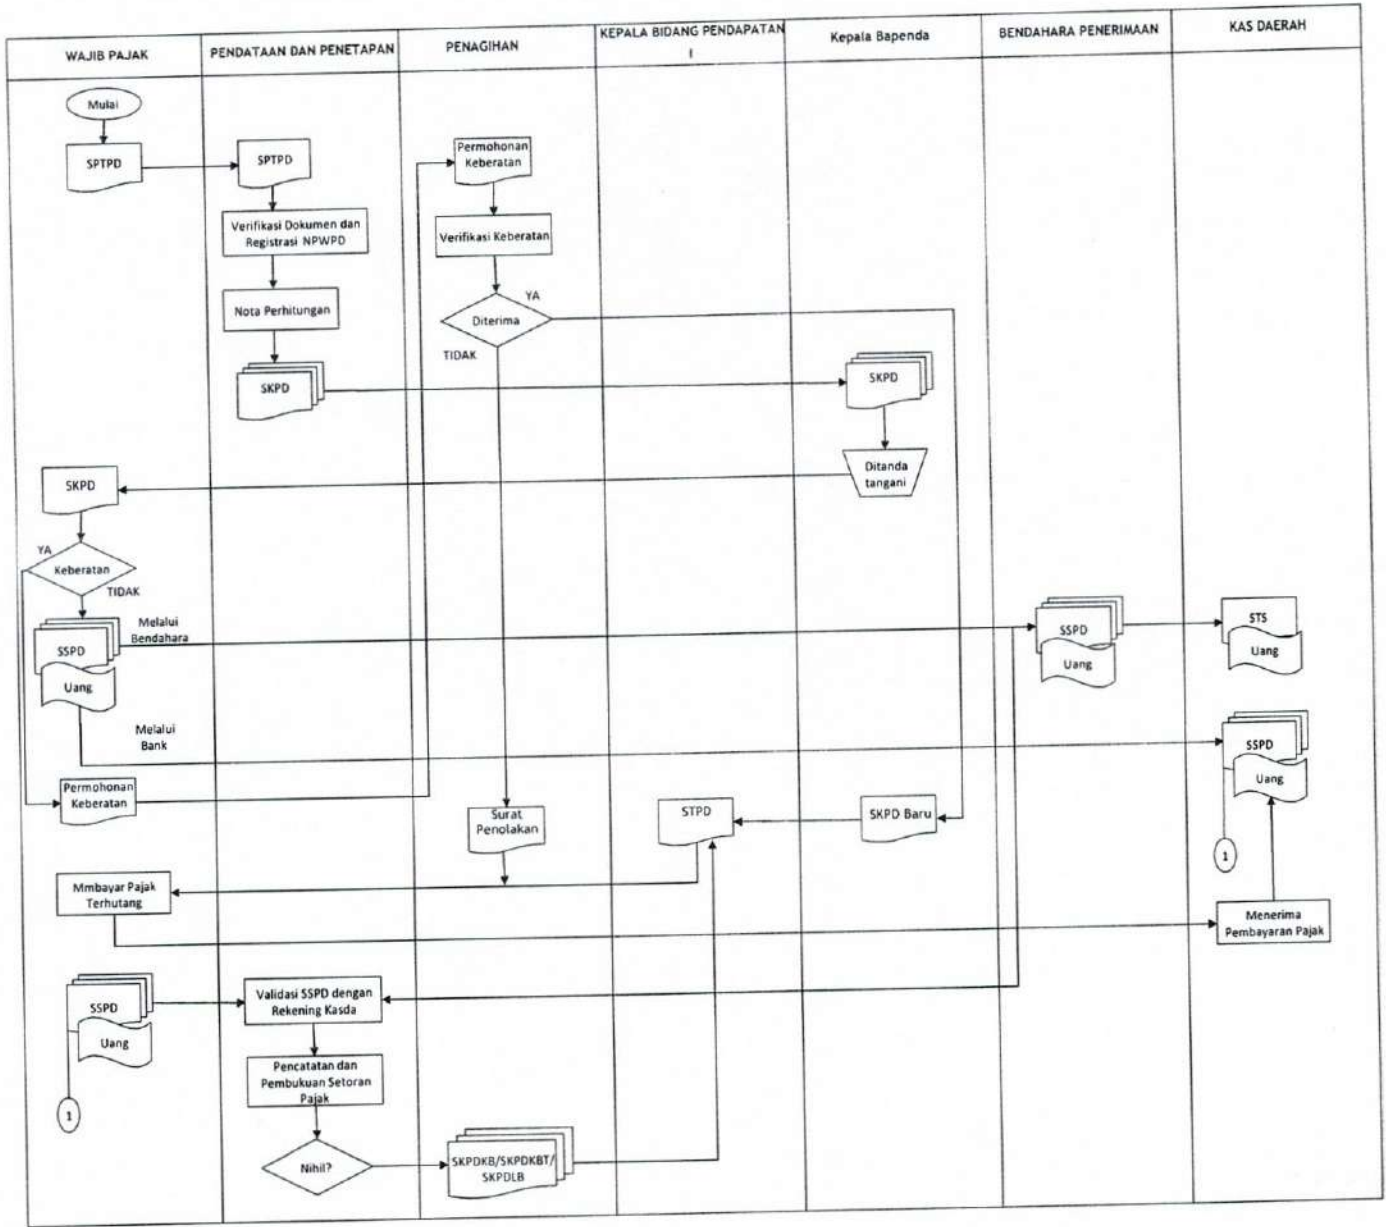 WAJIB PAJAK
PENDATAAN DAN PENETAPAN
PENAGIHAN
KEPALA BIDANG PENDAPATAN
I
Kepala Bapenda
BENDAHARA PENERIMAAN
KAS DAERAH
Mulai
SPTPD
SPTPD
Verifikasi Dokumen dan
Registrasi NPWPD
Nota Perhitungan
SKPD
Permohonan
Keberatan
Verifikasi Keberatan
Diterima
YA
TIDAK
SKPD
Ditanda
tangani
SKPD
Keberatan
YA
TIDAK
SSPD
Uang
Melalui
Bendahara
SSPD
Uang
STS
Uang
Melalui
Bank
SSPD
Uang
1
Permohonan
Keberatan
Surat
Penolakan
STPD
SKPD Baru
Mmbayar Pajak
Terhutang
Menerima
Pembayaran Pajak
SSPD
Uang
1
Validasi SSPD dengan
Rekening Kasda
Pencatatan dan
Pembukuan Setoran
Pajak
Nihil?
SKPDKB/SKPDKBT/
SKPDLB